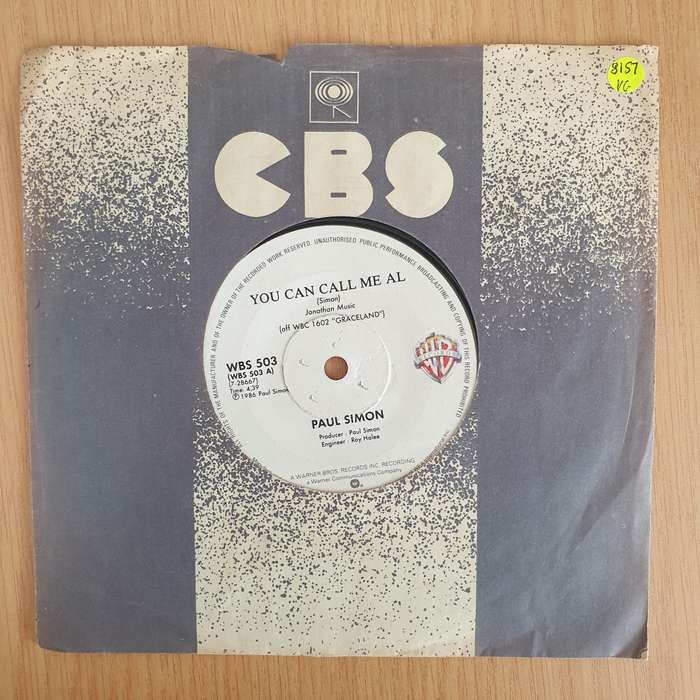 8157
VG
CBS
ALL RIGHTS OF THE MANUFACTURER AND OF THE OWNER OF THE RECORDED WORK RESERVED. UNAUTHORISED PUBLIC PERFORMANCE BROADCASTING AND COPYING OF THIS RECORD PROHIBITED
YOU CAN CALL ME AL
(Simon)
Jonathan Music
(off WBC 1602 "GRACELAND")
WBS 503
(WBS 503 A)
[7-28667]
Time: 4,39
℗ 1986 Paul Simon
WB
RECORDS
PAUL SIMON
Producer : Paul Simon
Engineer : Roy Halee
A WARNER BROS. RECORDS INC. RECORDING
a Warner Communications Company